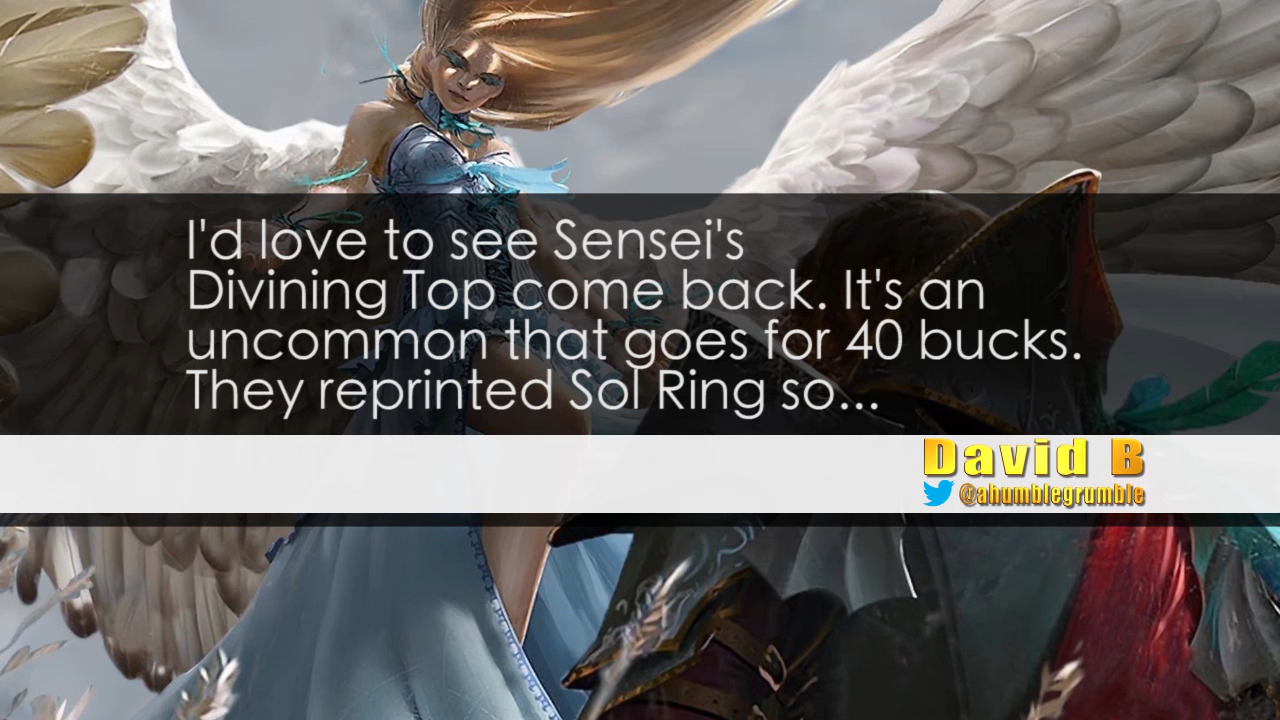 I'd love to see Sensei's
Divining Top come back. It's an
uncommon that goes for 40 bucks.
They reprinted Sol Ring so...
David B
@ahumblegrumble